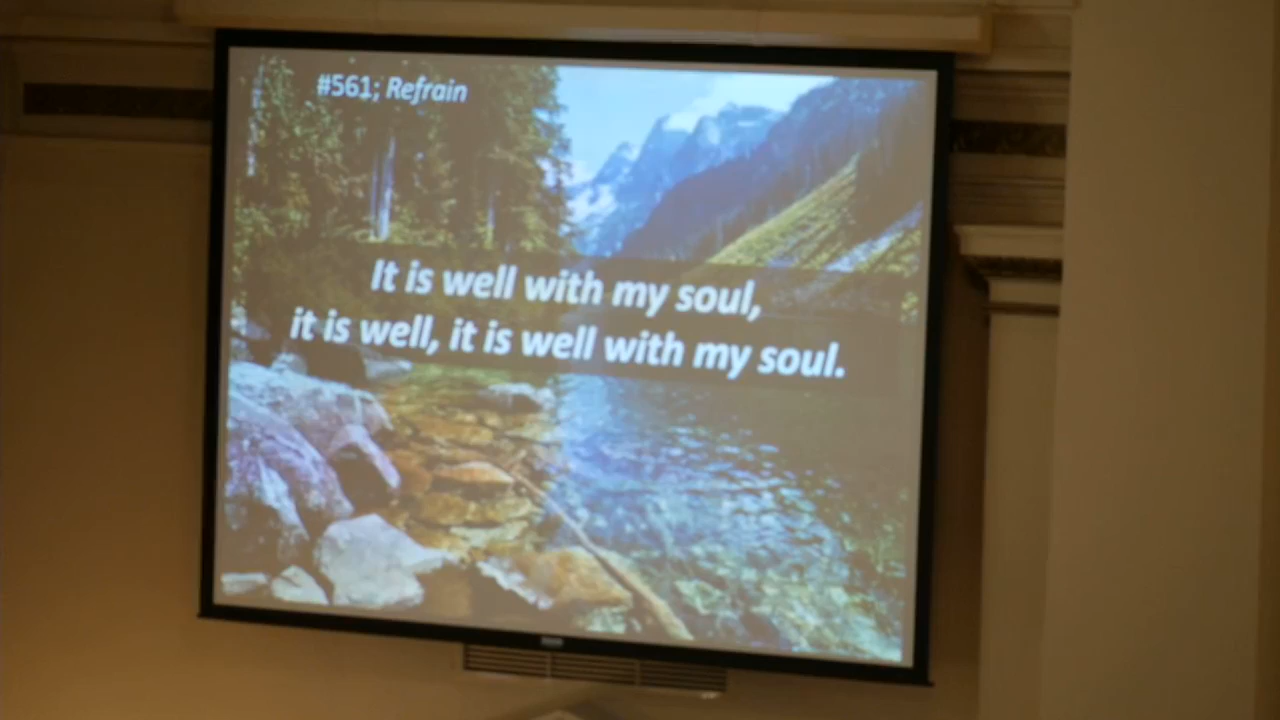 #561; Refrain
It is well with my soul,
it is well, it is well with my soul.